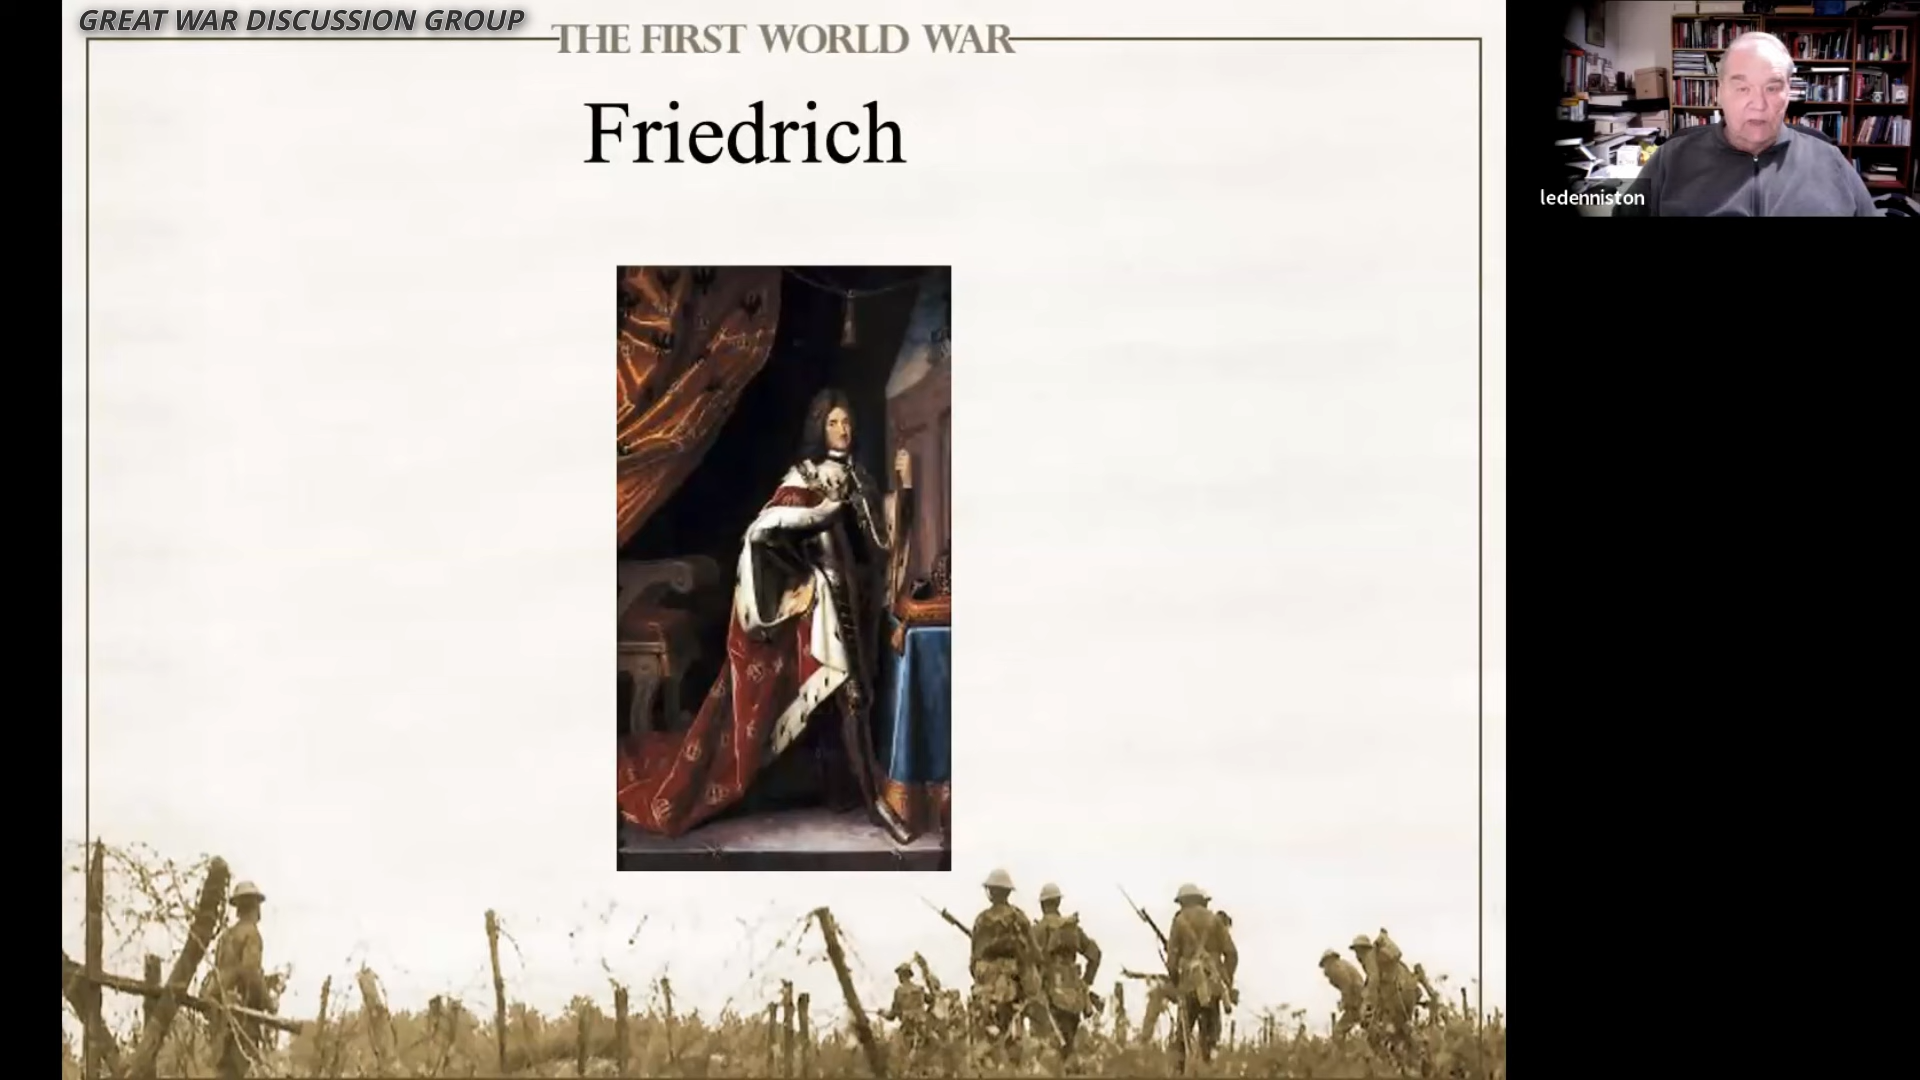 GREAT WAR DISCUSSION GROUP
THE FIRST WORLD WAR
Friedrich
ledenniston